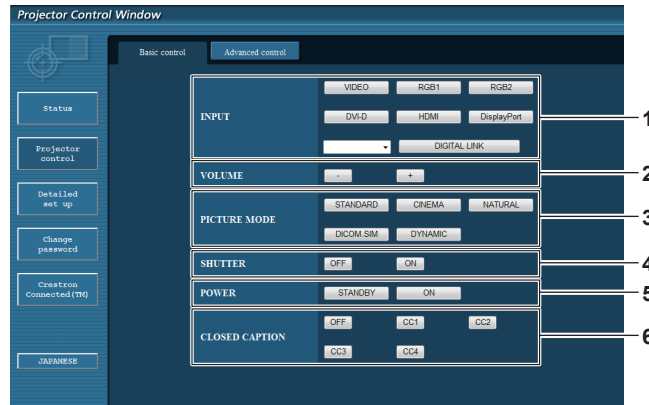 Projector Control Window
Basic control Advanced control
Status
Projector control
Detailed set up
Change password
Crestron Connected(TM)
JAPANESE
INPUT
VIDEO RGB1 RGB2
DVI-D HDMI DisplayPort
DIGITAL LINK
1
VOLUME
- +
2
PICTURE MODE
STANDARD CINEMA NATURAL
DICOM.SIM DYNAMIC
3
SHUTTER
OFF ON
4
POWER
STANDBY ON
5
CLOSED CAPTION
OFF CC1 CC2
CC3 CC4
6